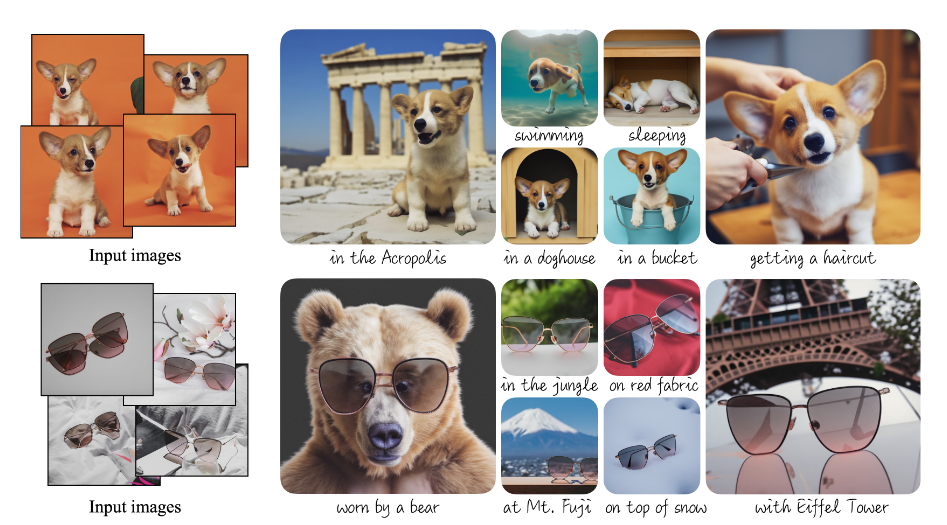 swimming
sleeping
Input images
in the Acropolis
in a doghouse
in a bucket
getting a haircut
in the jungle
on red fabric
Input images
worn by a bear
at Mt. Fuji
on top of snow
with Eiffel Tower